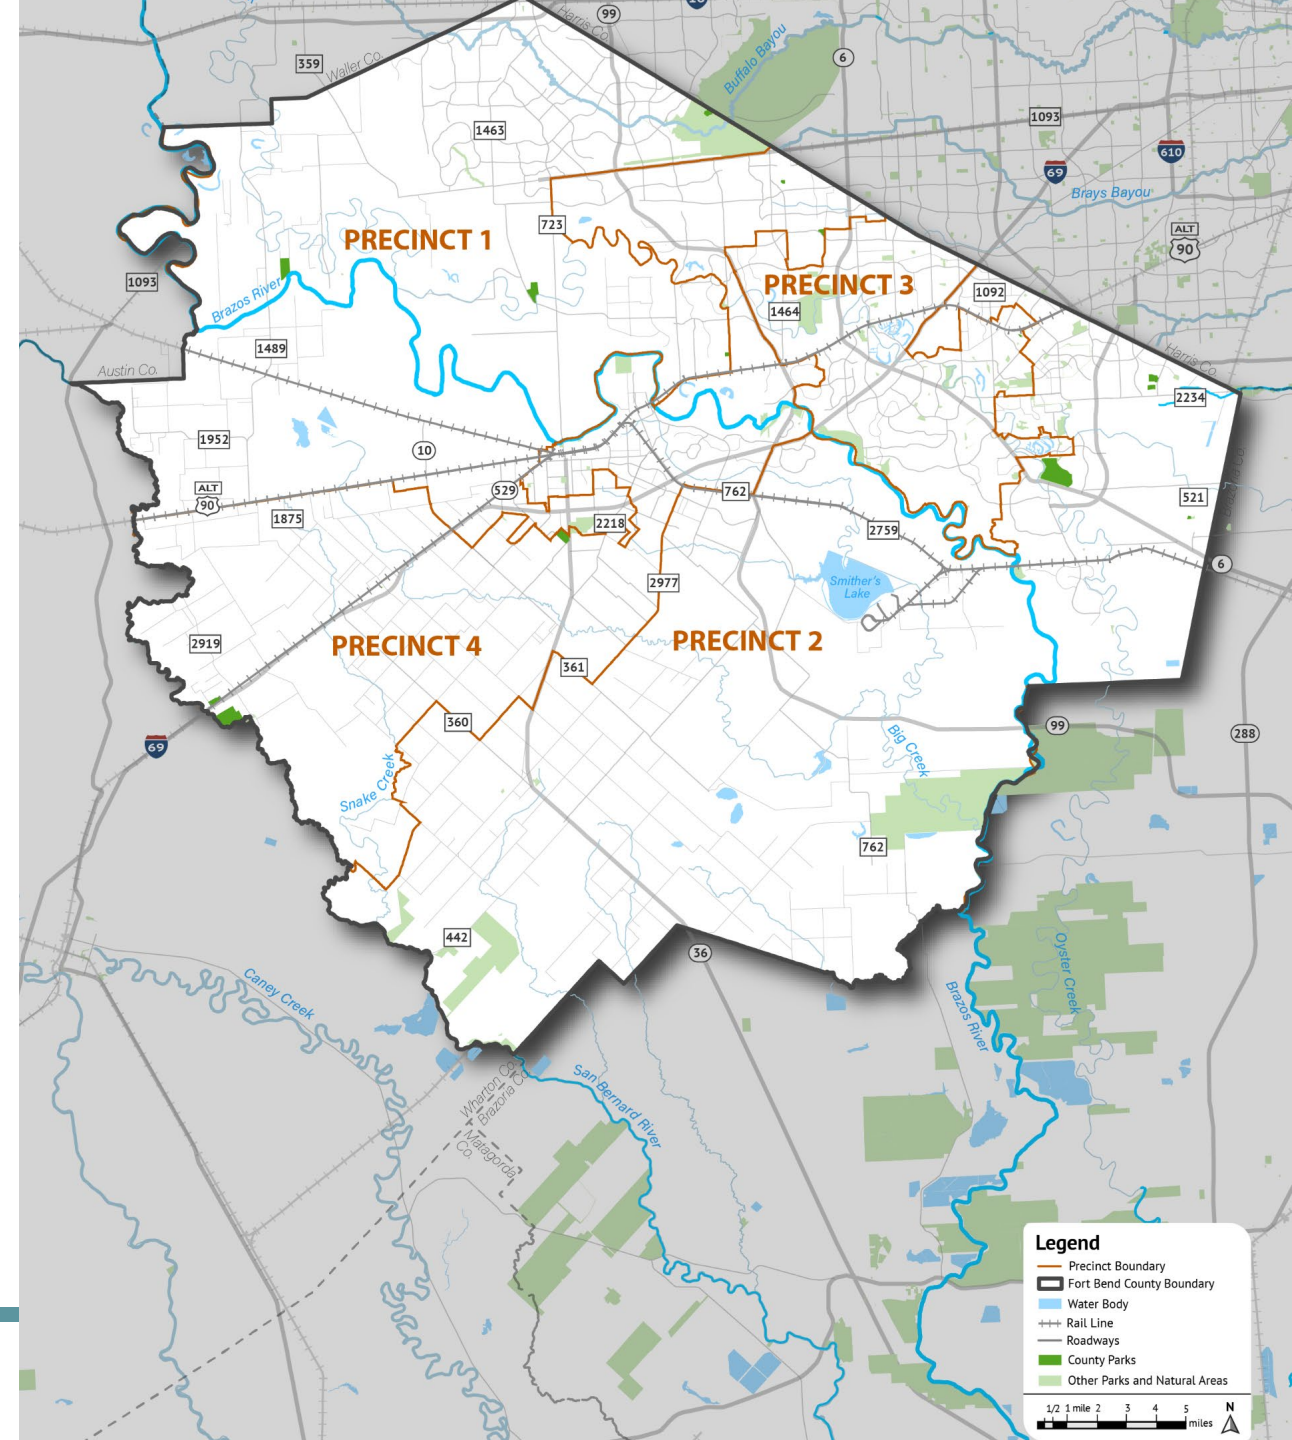 Harris Co.
99
10
359
Waller Co.
Buffalo Bayou
6
1463
1093
610
69
Brays Bayou
ALT
90
723
PRECINCT 1
1093
Brazos River
PRECINCT 3
1092
1464
1489
Austin Co.
Harris Co.
2234
1952
10
ALT
90
529
762
521
1875
2218
2759
6
2977
Smither's
Lake
2919
PRECINCT 4
PRECINCT 2
361
360
99
288
69
Big Creek
Snake Creek
762
442
36
Oyster Creek
Caney Creek
Brazos River
Wharton Co.
Brazoria Co.
San Bernard River
Matagorda
Co.
Legend
Precinct Boundary
Fort Bend County Boundary
Water Body
Rail Line
Roadways
County Parks
Other Parks and Natural Areas
1/2 1 mile 2 3 4 5
miles
N